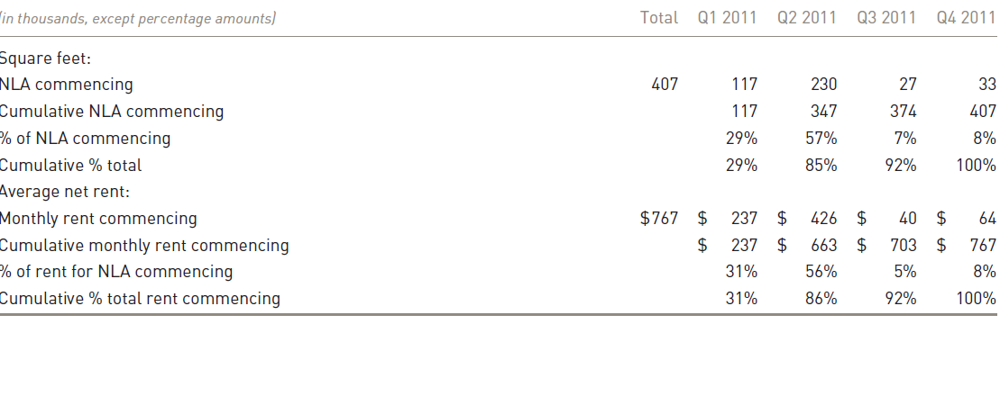 (in thousands, except percentage amounts) Total Q1 2011 Q2 2011 Q3 2011 Q4 2011
Square feet:
NLA commencing 407 117 230 27 33
Cumulative NLA commencing 117 347 374 407
% of NLA commencing 29% 57% 7% 8%
Cumulative % total 29% 85% 92% 100%
Average net rent:
Monthly rent commencing $767 $ 237 $ 426 $ 40 $ 64
Cumulative monthly rent commencing $ 237 $ 663 $ 703 $ 767
% of rent for NLA commencing 31% 56% 5% 8%
Cumulative % total rent commencing 31% 86% 92% 100%